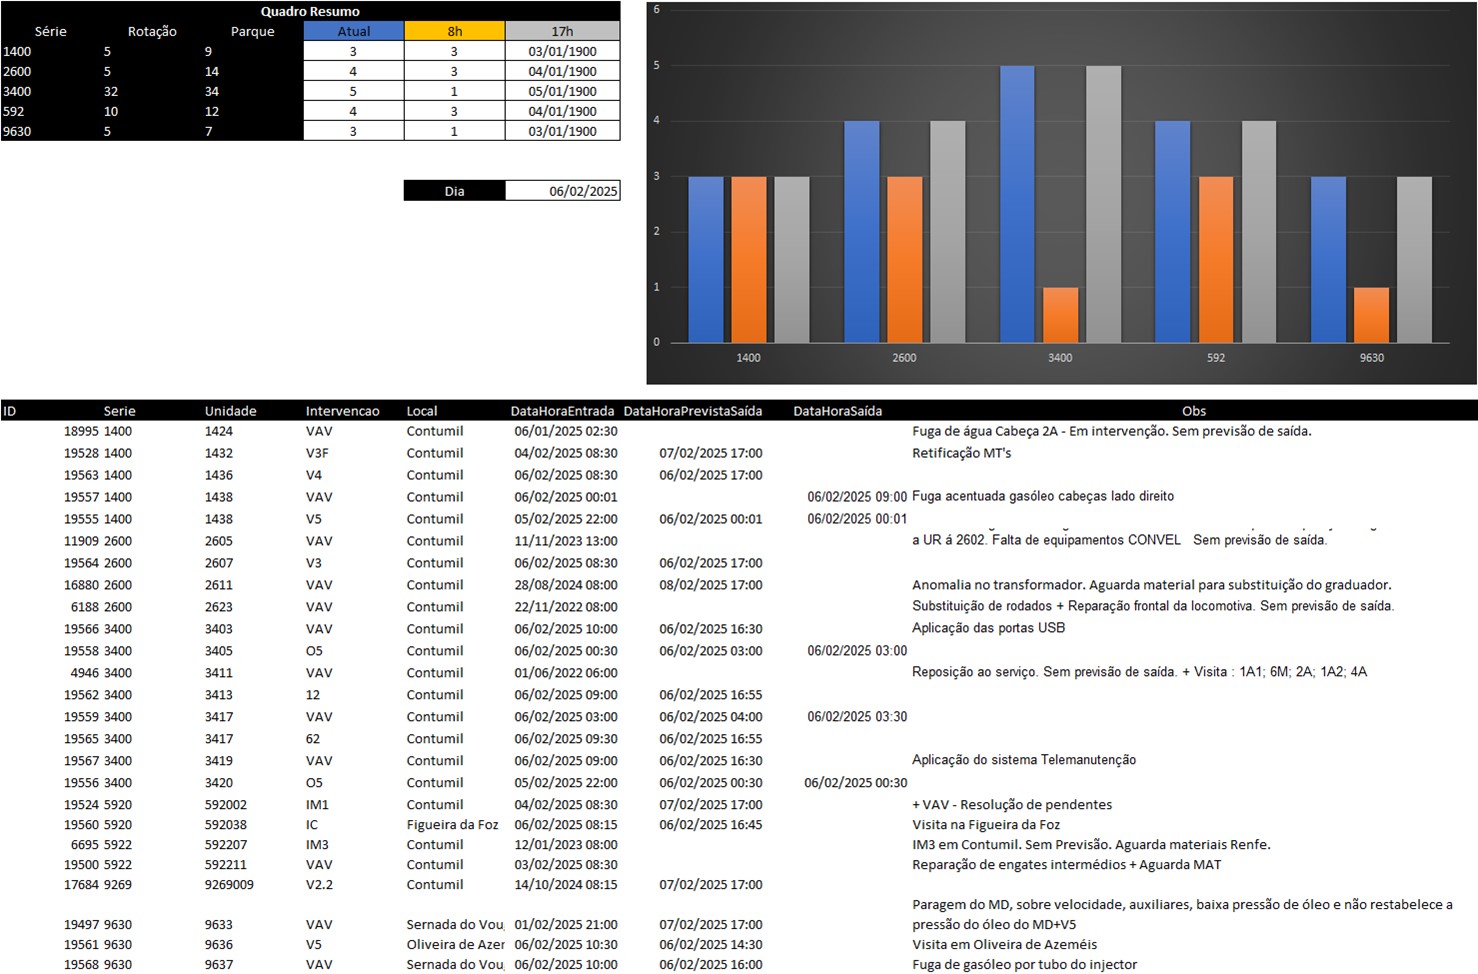 Quadro Resumo
Série Rotação Parque Atual 8h 17h
1400 5 9 3 3 03/01/1900
2600 5 14 4 3 04/01/1900
3400 32 34 5 1 05/01/1900
592 10 12 4 3 04/01/1900
9630 5 7 3 1 03/01/1900
Dia 06/02/2025
6
5
4
3
2
1
0
1400 2600 3400 592 9630
ID Serie Unidade Intervencao Local DataHoraEntrada DataHoraPrevistaSaída DataHoraSaída Obs
18995 1400 1424 VAV Contumil 06/01/2025 02:30 Fuga de água Cabeça 2A - Em intervenção. Sem previsão de saída.
19528 1400 1432 V3F Contumil 04/02/2025 08:30 07/02/2025 17:00 Retificação MT's
19563 1400 1436 V4 Contumil 06/02/2025 08:30 06/02/2025 17:00
19557 1400 1438 VAV Contumil 06/02/2025 00:01 06/02/2025 09:00 Fuga acentuada gasóleo cabeças lado direito
19555 1400 1438 V5 Contumil 05/02/2025 22:00 06/02/2025 00:01 06/02/2025 00:01
11909 2600 2605 VAV Contumil 11/11/2023 13:00 a UR á 2602. Falta de equipamentos CONVEL Sem previsão de saída.
19564 2600 2607 V3 Contumil 06/02/2025 08:30 06/02/2025 17:00
16880 2600 2611 VAV Contumil 28/08/2024 08:00 08/02/2025 17:00 Anomalia no transformador. Aguarda material para substituição do graduador.
6188 2600 2623 VAV Contumil 22/11/2022 08:00 Substituição de rodados + Reparação frontal da locomotiva. Sem previsão de saída.
19566 3400 3403 VAV Contumil 06/02/2025 10:00 06/02/2025 16:30 Aplicação das portas USB
19558 3400 3405 O5 Contumil 06/02/2025 00:30 06/02/2025 03:00 06/02/2025 03:00
4946 3400 3411 VAV Contumil 01/06/2022 06:00 Reposição ao serviço. Sem previsão de saída. + Visita : 1A1; 6M; 2A; 1A2; 4A
19562 3400 3413 12 Contumil 06/02/2025 09:00 06/02/2025 16:55
19559 3400 3417 VAV Contumil 06/02/2025 03:00 06/02/2025 04:00 06/02/2025 03:30
19565 3400 3417 62 Contumil 06/02/2025 09:30 06/02/2025 16:55
19567 3400 3419 VAV Contumil 06/02/2025 09:00 06/02/2025 16:30 Aplicação do sistema Telemanutenção
19556 3400 3420 O5 Contumil 05/02/2025 22:00 06/02/2025 00:30 06/02/2025 00:30
19524 5920 592002 IM1 Contumil 04/02/2025 08:30 07/02/2025 17:00 + VAV - Resolução de pendentes
19560 5920 592038 IC Figueira da Foz 06/02/2025 08:15 06/02/2025 16:45 Visita na Figueira da Foz
6695 5922 592207 IM3 Contumil 12/01/2023 08:00 IM3 em Contumil. Sem Previsão. Aguarda materiais Renfe.
19500 5922 592211 VAV Contumil 03/02/2025 08:30 Reparação de engates intermédios + Aguarda MAT
17684 9269 9269009 V2.2 Contumil 14/10/2024 08:15 07/02/2025 17:00
Paragem do MD, sobre velocidade, auxiliares, baixa pressão de óleo e não restabelece a
19497 9630 9633 VAV Sernada do Vou 01/02/2025 21:00 07/02/2025 17:00 pressão do óleo do MD+V5
19561 9630 9636 V5 Oliveira de Azer 06/02/2025 10:30 06/02/2025 14:30 Visita em Oliveira de Azeméis
19568 9630 9637 VAV Sernada do Vou 06/02/2025 10:00 06/02/2025 16:00 Fuga de gasóleo por tubo do injector